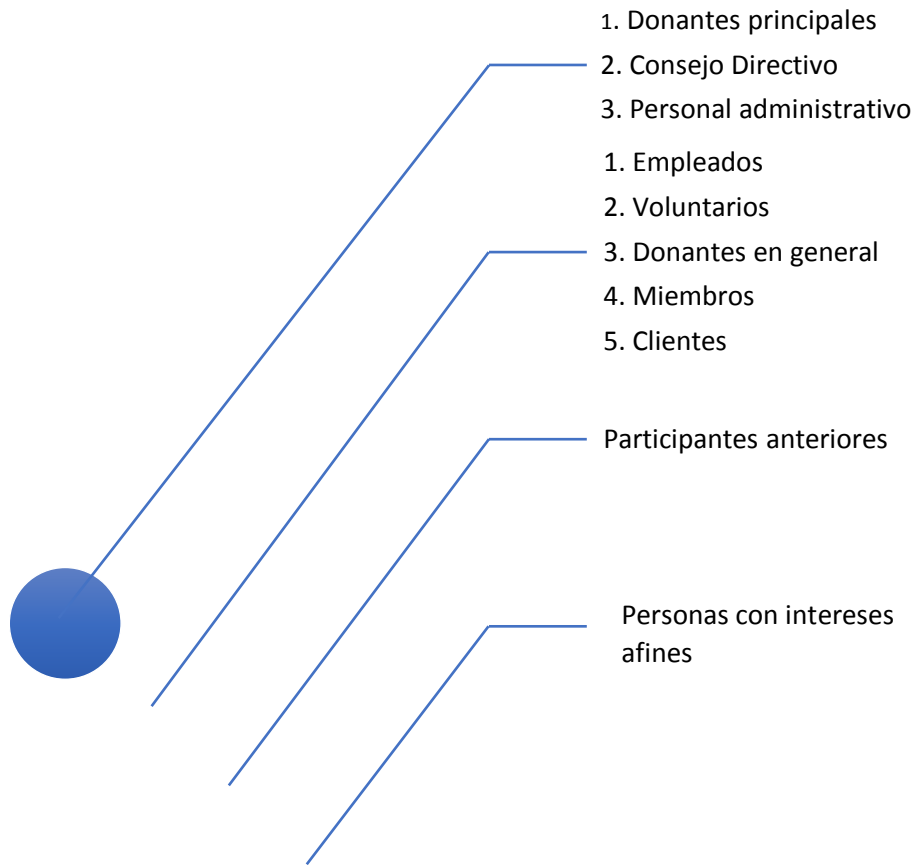 1. Donantes principales
2. Consejo Directivo
3. Personal administrativo
1. Empleados
2. Voluntarios
3. Donantes en general
4. Miembros
5. Clientes
Participantes anteriores
Personas con intereses
afines